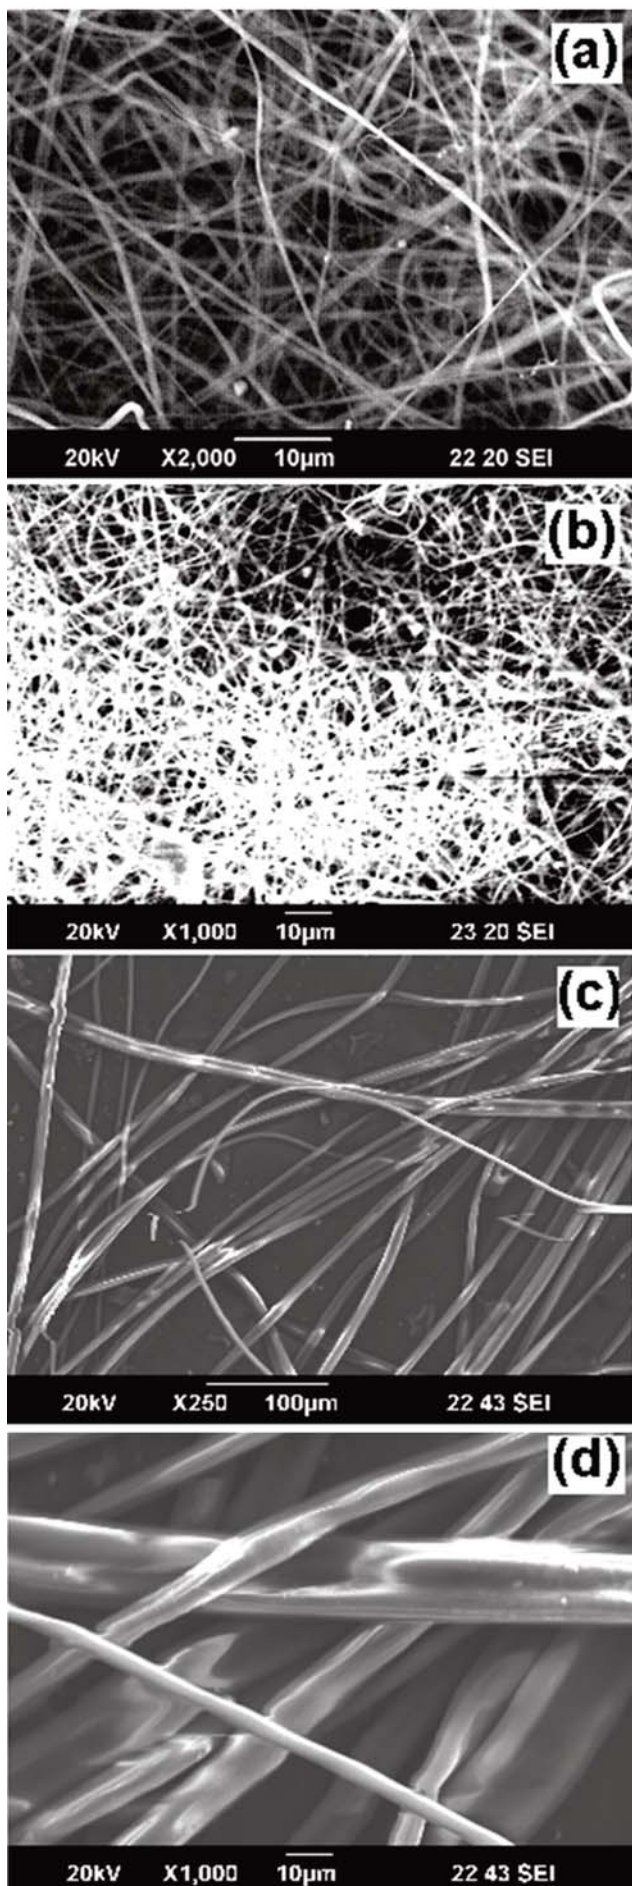 (a)
20kV X2,000 10μm 22 20 SEI
(b)
20kV X1,000 10μm 23 20 SEI
(c)
20kV X250 100μm 22 43 SEI
(d)
20kV X1,000 10μm 22 43 SEI